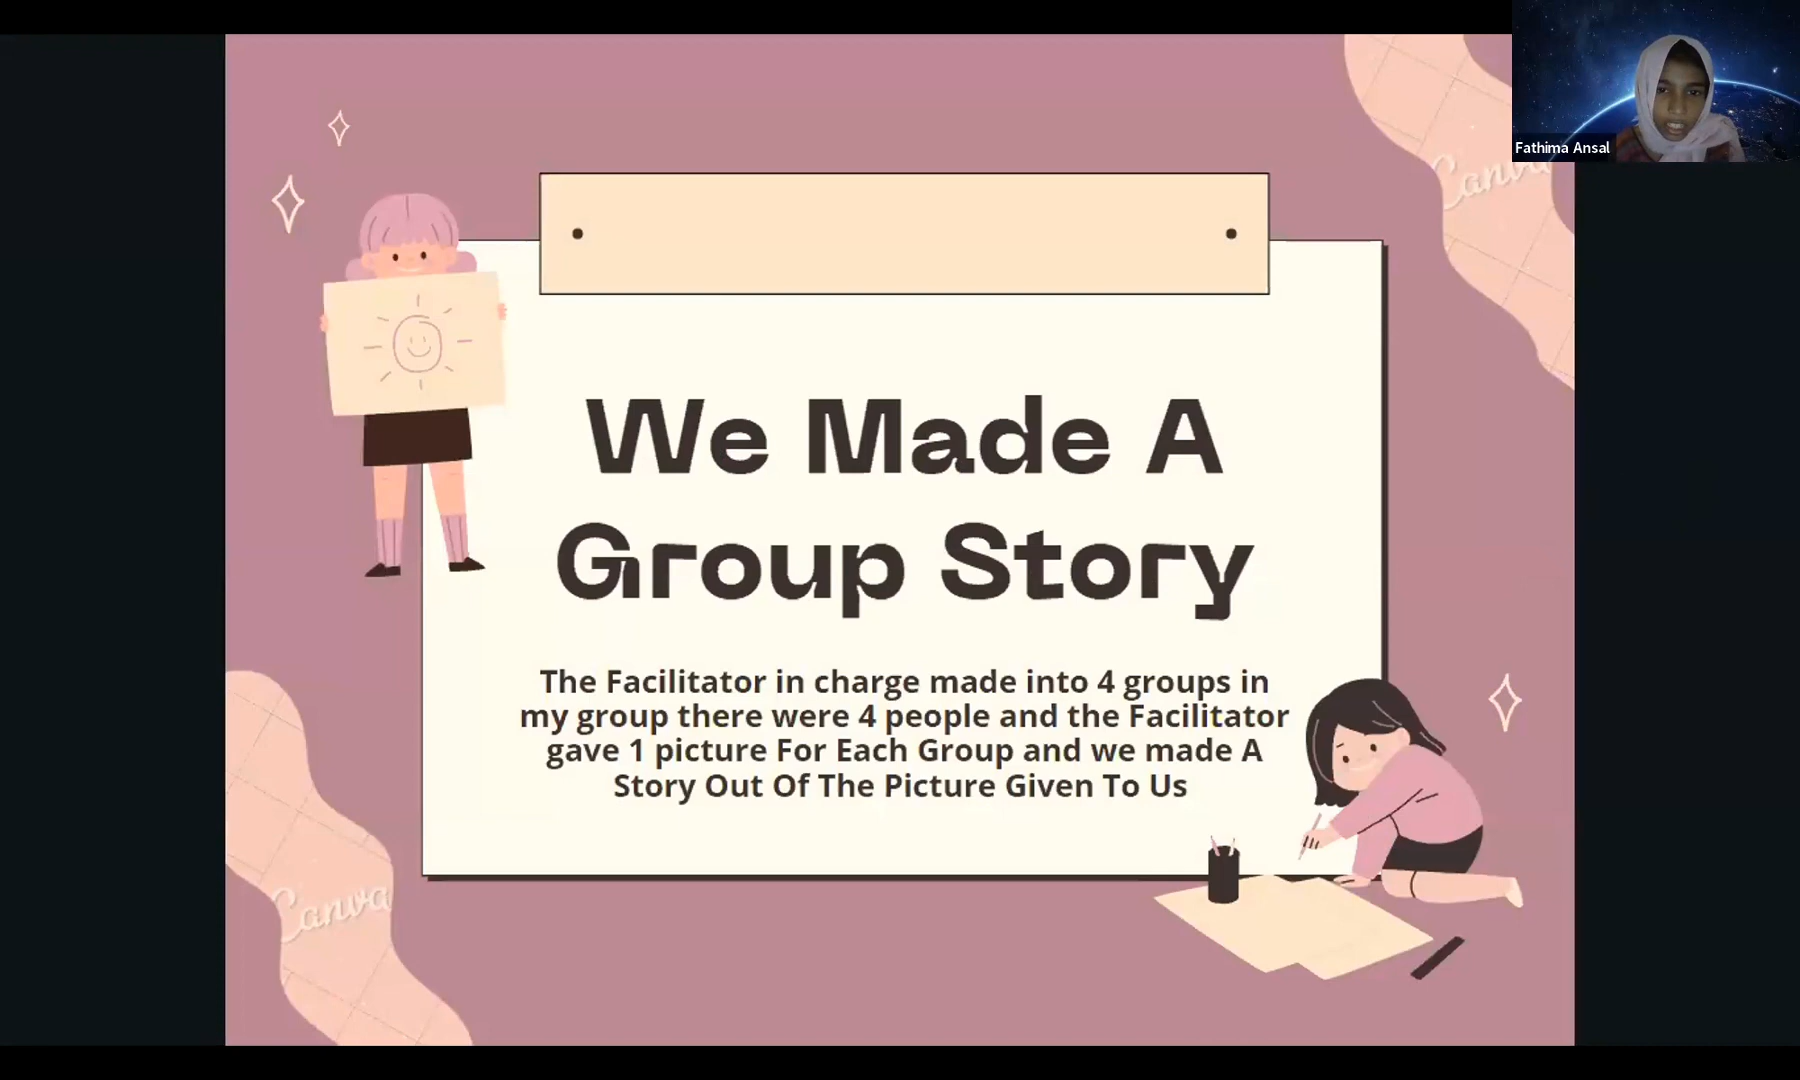 Fathima Ansal
Canva
We Made A
Group Story
The Facilitator in charge made into 4 groups in
my group there were 4 people and the Facilitator
gave 1 picture For Each Group and we made A
Story Out Of The Picture Given To Us
Canva